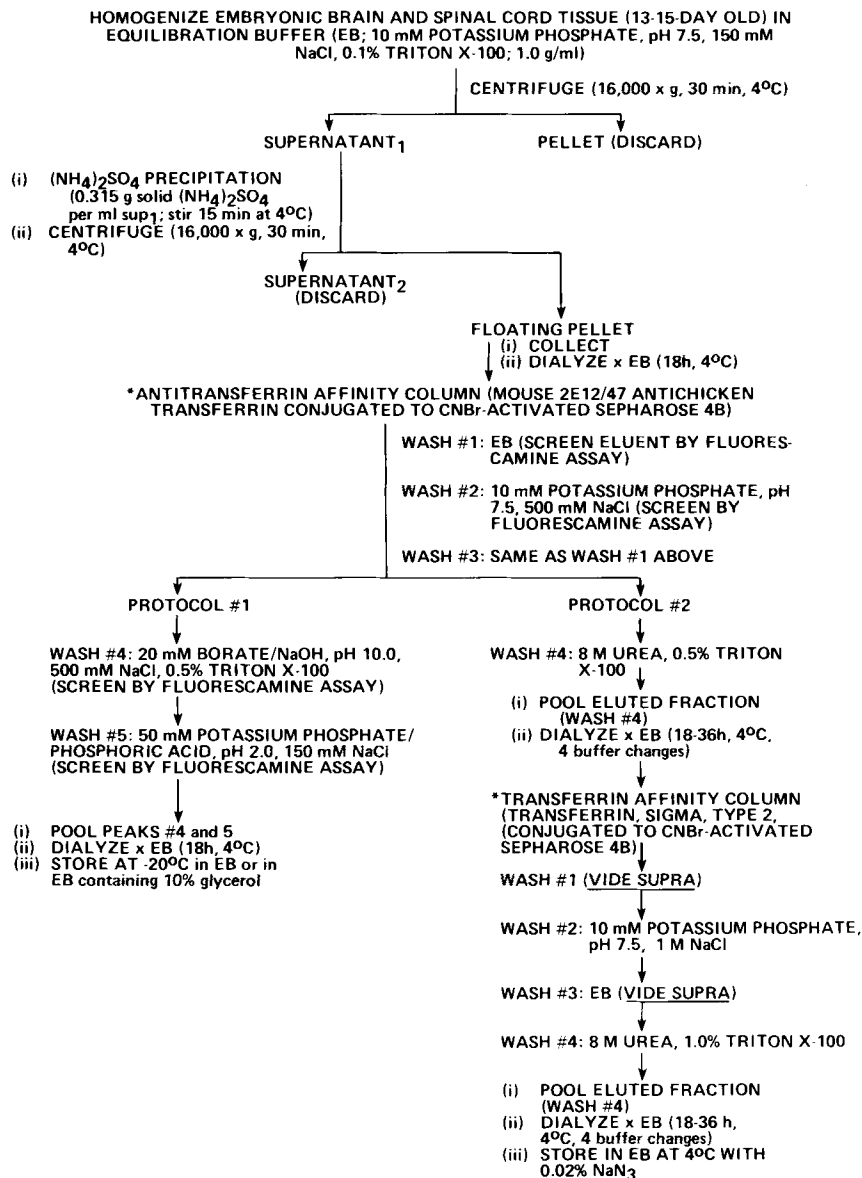 HOMOGENIZE EMBRYONIC BRAIN AND SPINAL CORD TISSUE (13-15-DAY OLD) IN
EQUILIBRATION BUFFER (EB; 10 mM POTASSIUM PHOSPHATE, pH 7.5, 150 mM
NaCl, 0.1% TRITON X-100; 1.0 g/ml)
CENTRIFUGE (16,000 x g, 30 min, 4ºC)
SUPERNATANT1
PELLET (DISCARD)
(i) (NH4)2SO4 PRECIPITATION
(0.315 g solid (NH4)2SO4
per ml sup1; stir 15 min at 4ºC)
(ii) CENTRIFUGE (16,000 x g, 30 min,
4ºC)
SUPERNATANT2
(DISCARD)
FLOATING PELLET
(i) COLLECT
(ii) DIALYZE x EB (18h, 4ºC)
*ANTITRANSFERRIN AFFINITY COLUMN (MOUSE 2E12/47 ANTICHICKEN
TRANSFERRIN CONJUGATED TO CNBr-ACTIVATED SEPHAROSE 4B)
WASH #1: EB (SCREEN ELUENT BY FLUORES-
CAMINE ASSAY)
WASH #2: 10 mM POTASSIUM PHOSPHATE, pH
7.5, 500 mM NaCl (SCREEN BY
FLUORESCAMINE ASSAY)
WASH #3: SAME AS WASH #1 ABOVE
PROTOCOL #1
WASH #4: 20 mM BORATE/NaOH, pH 10.0,
500 mM NaCl, 0.5% TRITON X-100
(SCREEN BY FLUORESCAMINE ASSAY)
WASH #5: 50 mM POTASSIUM PHOSPHATE/
PHOSPHORIC ACID, pH 2.0, 150 mM NaCl
(SCREEN BY FLUORESCAMINE ASSAY)
(i) POOL PEAKS #4 and 5
(ii) DIALYZE x EB (18h, 4ºC)
(iii) STORE AT -20ºC in EB or in
EB containing 10% glycerol
PROTOCOL #2
WASH #4: 8 M UREA, 0.5% TRITON
X-100
(i) POOL ELUTED FRACTION
(WASH #4)
(ii) DIALYZE x EB (18-36h, 4ºC,
4 buffer changes)
*TRANSFERRIN AFFINITY COLUMN
(TRANSFERRIN, SIGMA, TYPE 2,
(CONJUGATED TO CNBr-ACTIVATED
SEPHAROSE 4B)
WASH #1 (VIDE SUPRA)
WASH #2: 10 mM POTASSIUM PHOSPHATE,
pH 7.5, 1 M NaCl
WASH #3: EB (VIDE SUPRA)
WASH #4: 8 M UREA, 1.0% TRITON X-100
(i) POOL ELUTED FRACTION
(WASH #4)
(ii) DIALYZE x EB (18-36 h,
4ºC, 4 buffer changes)
(iii) STORE IN EB AT 4ºC WITH
0.02% NaN3